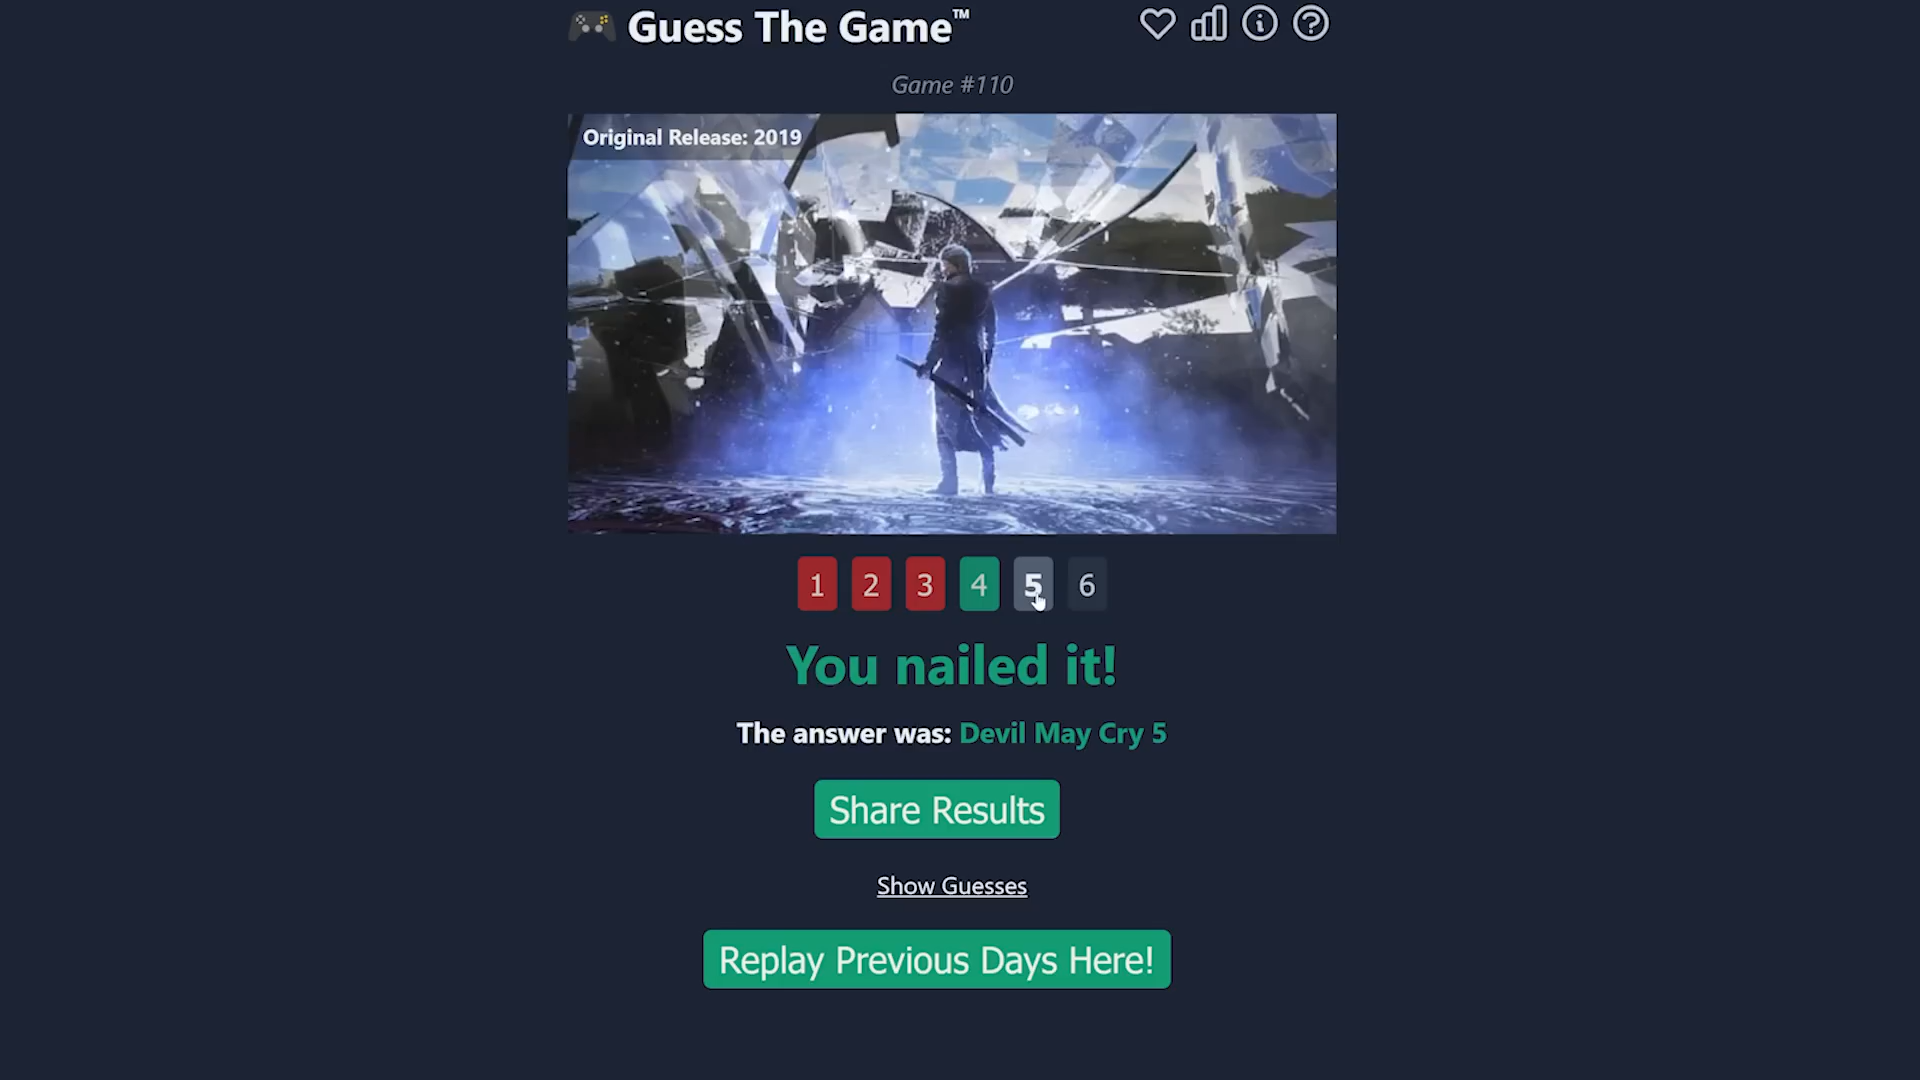 Guess The Game™
Game #110
Original Release: 2019
1 2 3 4 5 6
You nailed it!
The answer was: Devil May Cry 5
Share Results
Show Guesses
Replay Previous Days Here!